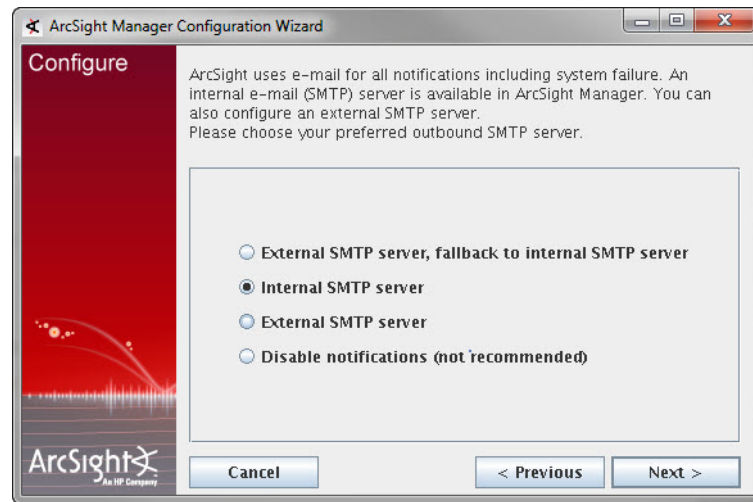 ArcSight Manager Configuration Wizard
Configure
ArcSight uses e-mail for all notifications including system failure. An
internal e-mail (SMTP) server is available in ArcSight Manager. You can
also configure an external SMTP server.
Please choose your preferred outbound SMTP server.
External SMTP server, fallback to internal SMTP server
Internal SMTP server
External SMTP server
Disable notifications (not recommended)
ArcSight
An HP Company
Cancel
< Previous
Next >